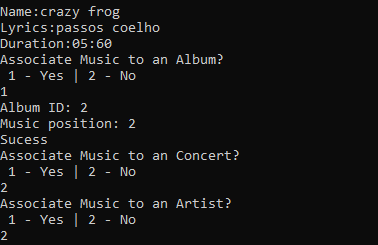 Name:crazy frog
Lyrics:passos coelho
Duration:05:60
Associate Music to an Album?
 1 - Yes | 2 - No
1
Album ID: 2
Music position: 2
Sucess
Associate Music to an Concert?
 1 - Yes | 2 - No
2
Associate Music to an Artist?
 1 - Yes | 2 - No
2